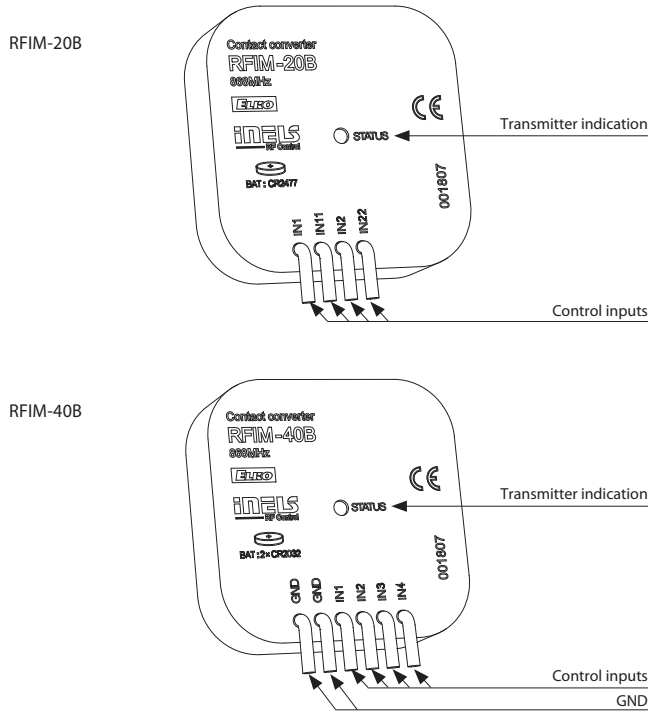 RFIM-20B
Contact converter
RFIM-20B
868MHz
ELKO
iNELS
RF Control
BAT : CR2477
STATUS
CE
001807
Transmitter indication
IN1
IN11
IN2
IN22
Control inputs
RFIM-40B
Contact converter
RFIM-40B
868MHz
ELKO
iNELS
RF Control
BAT : 2x CR2032
STATUS
CE
001807
Transmitter indication
GND
GND
IN1
IN2
IN3
IN4
Control inputs
GND